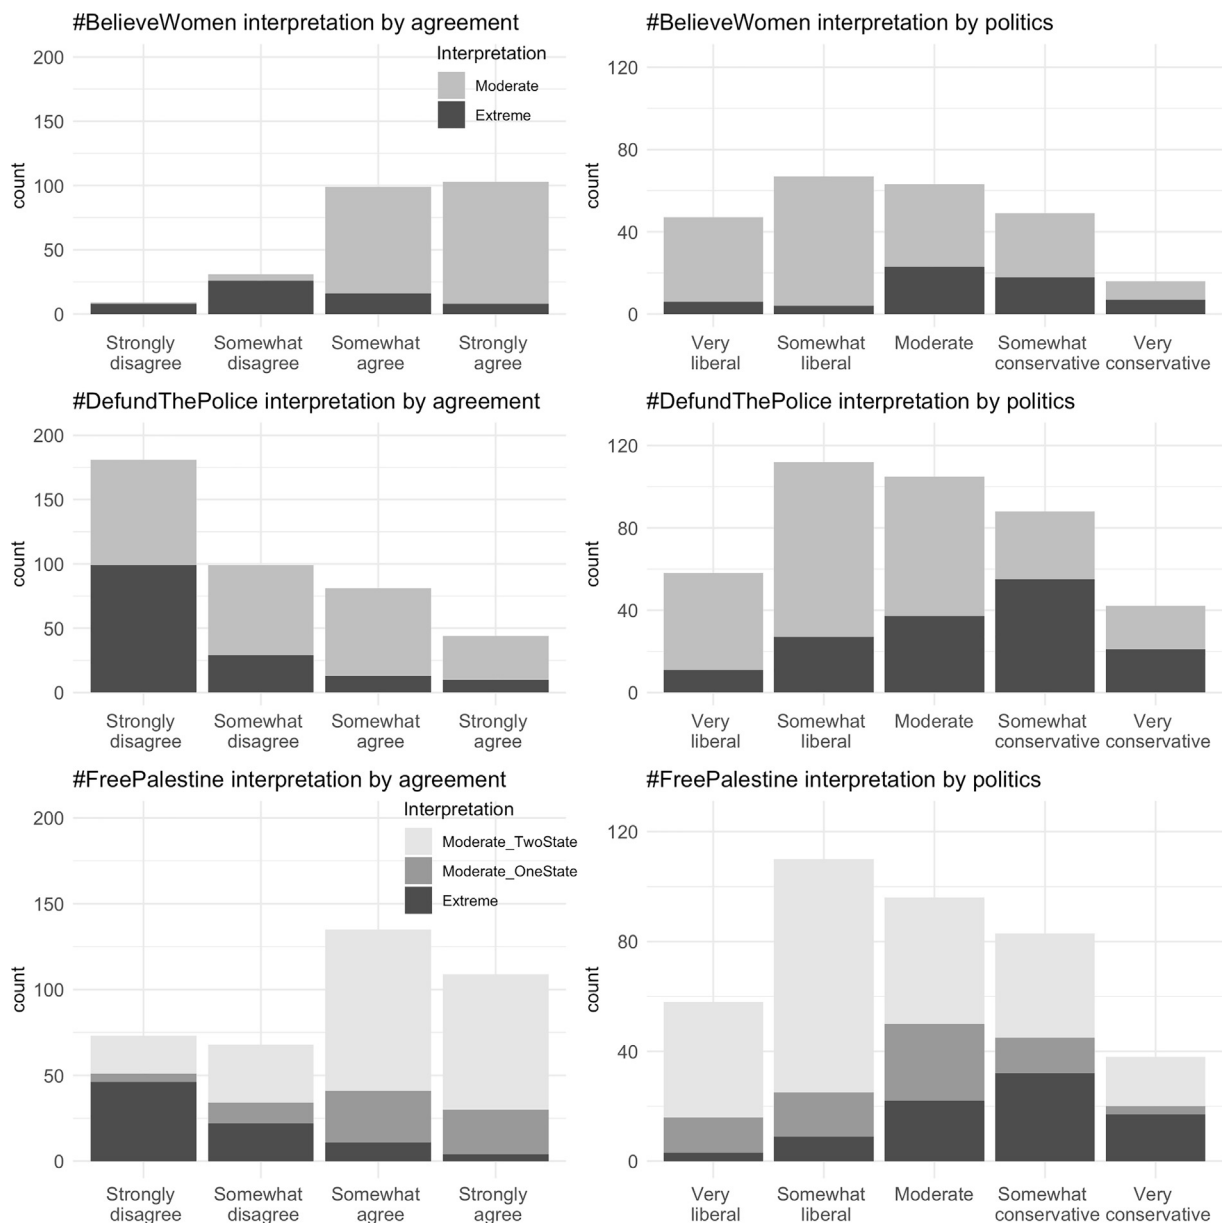 #BelieveWomen interpretation by agreement
200
150
100
50
0
count
Interpretation
Moderate
Extreme
Strongly disagree
Somewhat disagree
Somewhat agree
Strongly agree
#BelieveWomen interpretation by politics
120
80
40
0
count
Very liberal
Somewhat liberal
Moderate
Somewhat conservative
Very conservative
#DefundThePolice interpretation by agreement
200
150
100
50
0
count
Strongly disagree
Somewhat disagree
Somewhat agree
Strongly agree
#DefundThePolice interpretation by politics
120
80
40
0
count
Very liberal
Somewhat liberal
Moderate
Somewhat conservative
Very conservative
#FreePalestine interpretation by agreement
200
150
100
50
0
count
Interpretation
Moderate_TwoState
Moderate_OneState
Extreme
Strongly disagree
Somewhat disagree
Somewhat agree
Strongly agree
#FreePalestine interpretation by politics
120
80
40
0
count
Very liberal
Somewhat liberal
Moderate
Somewhat conservative
Very conservative